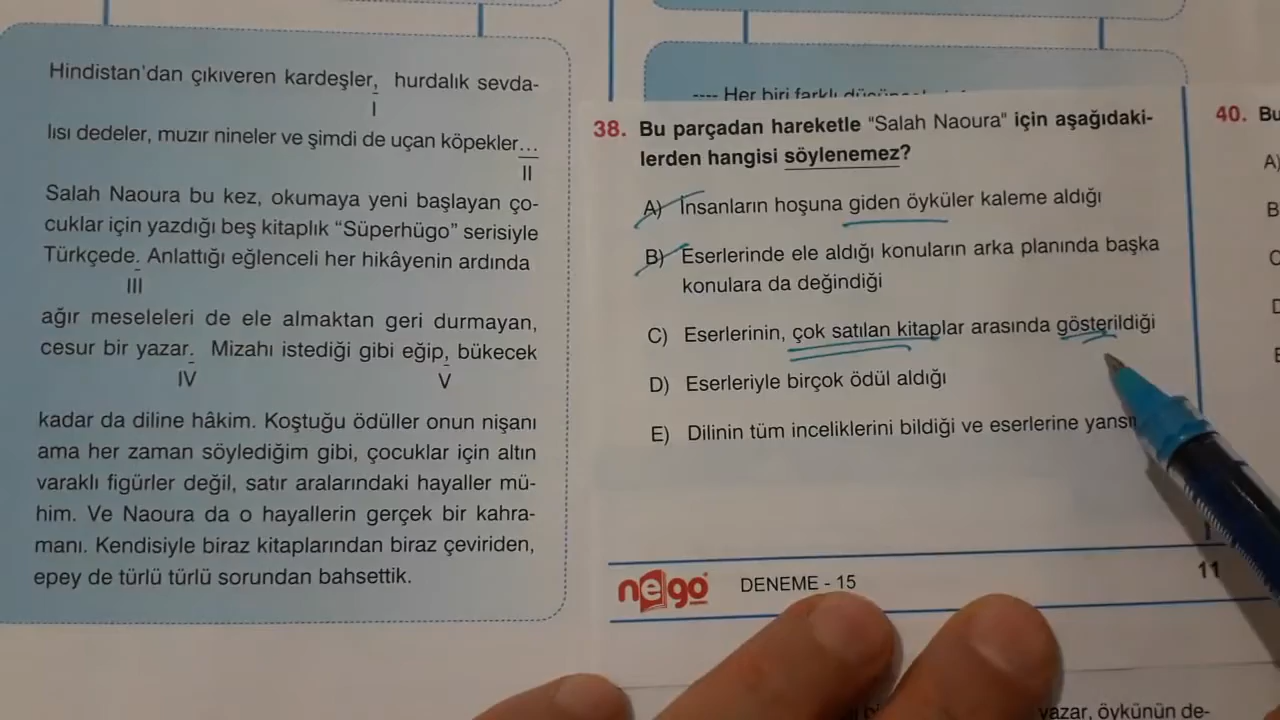 Hindistan'dan çıkıveren kardeşler, hurdalık sevda-
I
lısı dedeler, muzır nineler ve şimdi de uçan köpekler...
II
Salah Naoura bu kez, okumaya yeni başlayan ço-
cuklar için yazdığı beş kitaplık “Süperhügo” serisiyle
Türkçede. Anlattığı eğlenceli her hikâyenin ardında
III
ağır meseleleri de ele almaktan geri durmayan,
cesur bir yazar. Mizahı istediği gibi eğip, bükecek
IV V
kadar da diline hâkim. Koştuğu ödüller onun nişanı
ama her zaman söylediğim gibi, çocuklar için altın
varaklı figürler değil, satır aralarındaki hayaller mü-
him. Ve Naoura da o hayallerin gerçek bir kahra-
manı. Kendisiyle biraz kitaplarından biraz çeviriden,
epey de türlü türlü sorundan bahsettik.
---- Her biri farklı
38. Bu parçadan hareketle “Salah Naoura” için aşağıdaki-
lerden hangisi söylenemez?
A) İnsanların hoşuna giden öyküler kaleme aldığı
B) Eserlerinde ele aldığı konuların arka planında başka
konulara da değindiği
C) Eserlerinin, çok satılan kitaplar arasında gösterildiği
D) Eserleriyle birçok ödül aldığı
E) Dilinin tüm inceliklerini bildiği ve eserlerine
nego DENEME - 15
11
40. Bu
A)
B
C
D
E
yazar, öykünün de-